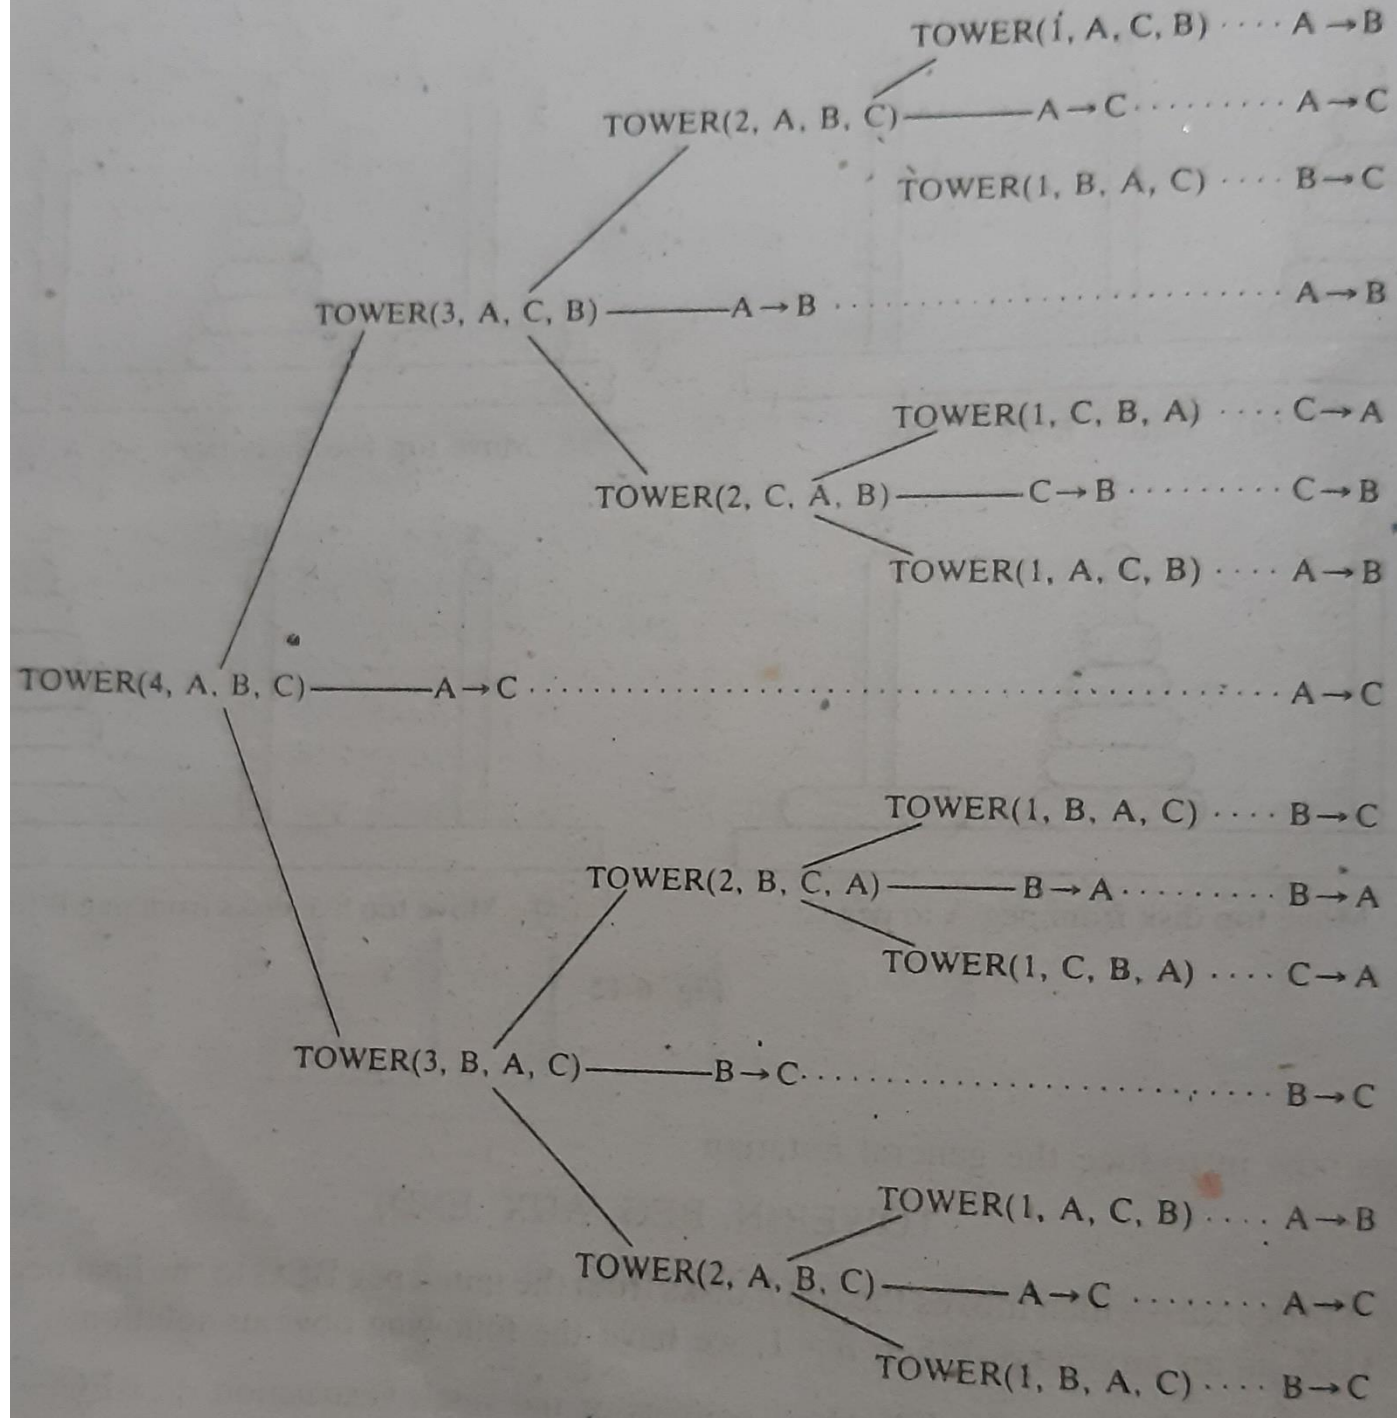 TOWER(1, A, C, B) ···· A→B
TOWER(2, A, B, C) A→C ········· A→C
TOWER(1, B, A, C) ···· B→C
TOWER(3, A, C, B) A→B ···························· A→B
TOWER(1, C, B, A) ···· C→A
TOWER(2, C, A, B) C→B ········· C→B
TOWER(1, A, C, B) ···· A→B
TOWER(4, A, B, C) A→C ·············································· A→C
TOWER(1, B, A, C) ···· B→C
TOWER(2, B, C, A) B→A ········· B→A
TOWER(1, C, B, A) ···· C→A
TOWER(3, B, A, C) B→C ···························· B→C
TOWER(1, A, C, B) ···· A→B
TOWER(2, A, B, C) A→C ········ A→C
TOWER(1, B, A, C) ···· B→C